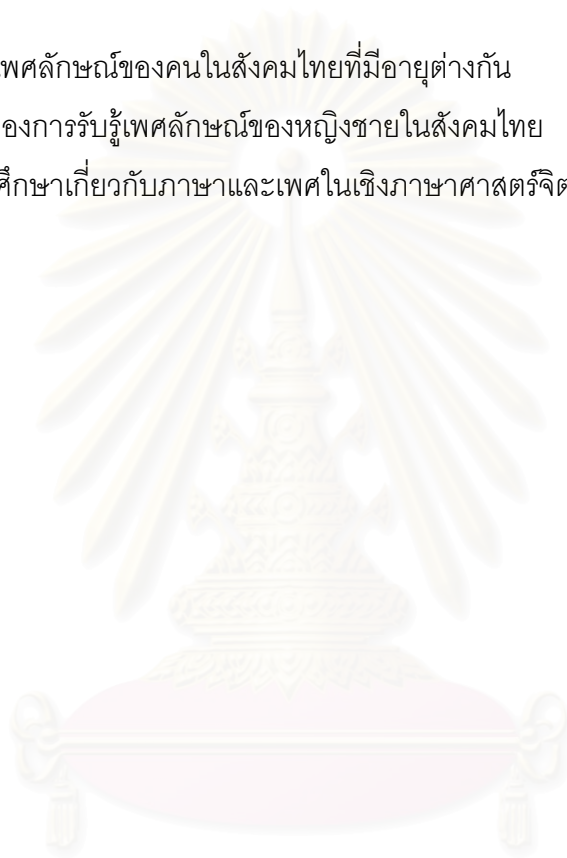 เพศลักษณ์ของคนในสังคมไทยที่มีอายุต่างกัน
องการรับรู้เพศลักษณ์ของหญิงชายในสังคมไทย
ศึกษาเกี่ยวกับภาษาและเพศในเชิงภาษาศาสตร์จิต